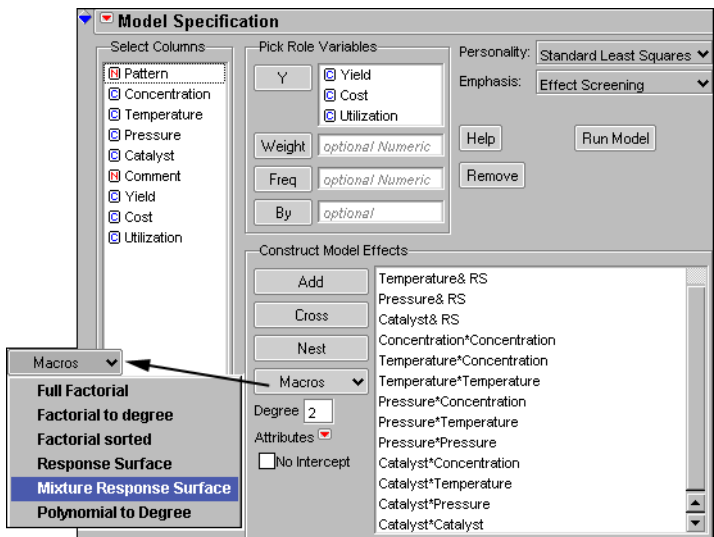 Model Specification
Select Columns
N Pattern
C Concentration
C Temperature
C Pressure
C Catalyst
N Comment
C Yield
C Cost
C Utilization
Pick Role Variables
Y
C Yield
C Cost
C Utilization
Weight optional Numeric
Freq optional Numeric
By optional
Personality: Standard Least Squares
Emphasis: Effect Screening
Help Run Model
Remove
Construct Model Effects
Add
Cross
Nest
Macros
Degree 2
Attributes
No Intercept
Temperature& RS
Pressure& RS
Catalyst& RS
Concentration*Concentration
Temperature*Concentration
Temperature*Temperature
Pressure*Concentration
Pressure*Temperature
Pressure*Pressure
Catalyst*Concentration
Catalyst*Temperature
Catalyst*Pressure
Catalyst*Catalyst
Macros
Full Factorial
Factorial to degree
Factorial sorted
Response Surface
Mixture Response Surface
Polynomial to Degree